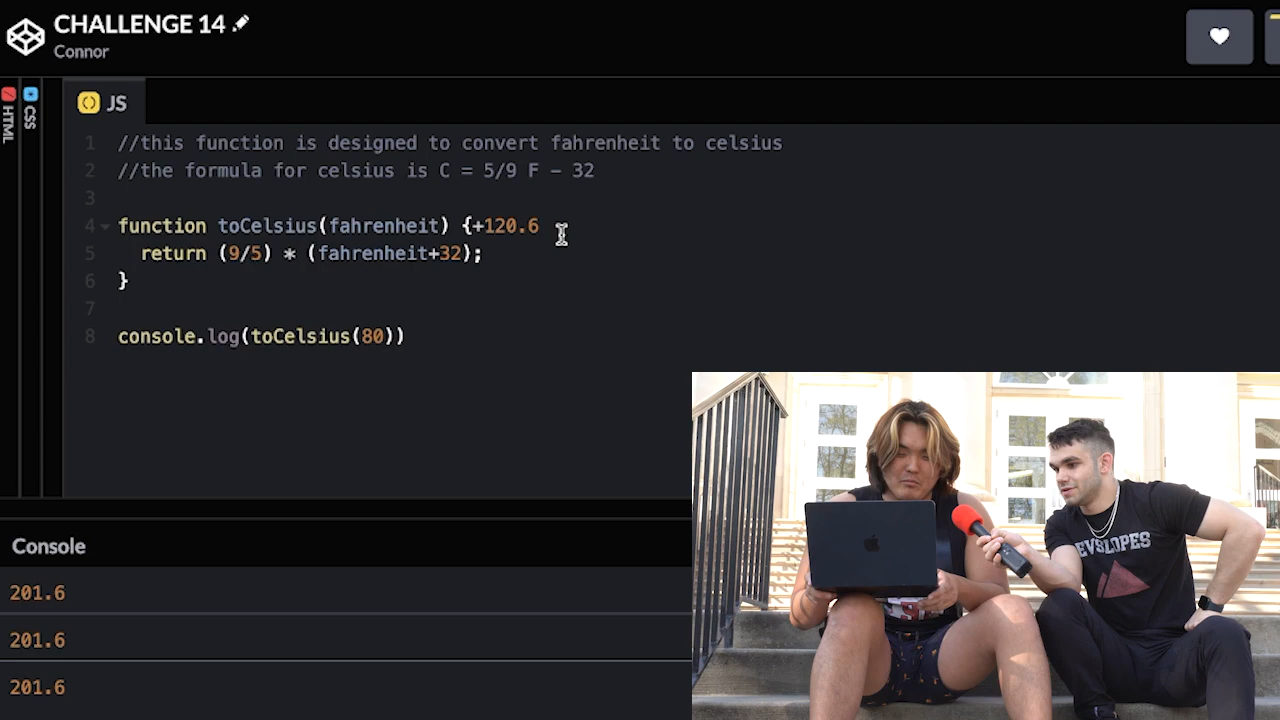 CHALLENGE 14
Connor
HTML
CSS
JS
1 //this function is designed to convert fahrenheit to celsius
2 //the formula for celsius is C = 5/9 F - 32
3
4 function toCelsius(fahrenheit) {+120.6
5 return (9/5) * (fahrenheit+32);
6 }
7
8 console.log(toCelsius(80))
Console
201.6
201.6
201.6
EVSLOPES